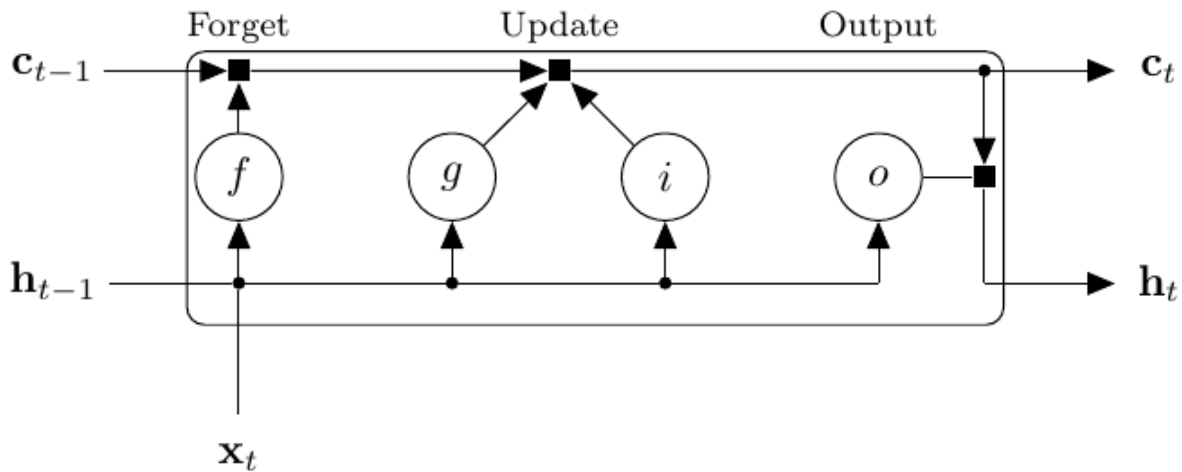 Forget Update Output
c_{t−1} c_t
f g i o
h_{t−1} h_t
x_t